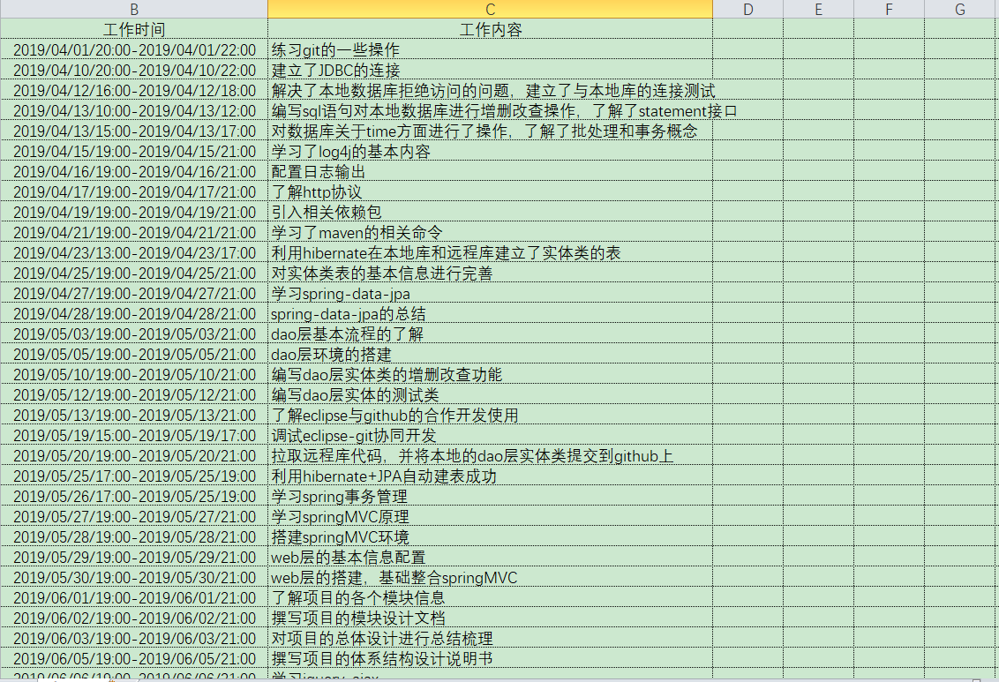 B C D E F G
工作时间 工作内容
2019/04/01/20:00-2019/04/01/22:00 练习git的一些操作
2019/04/10/20:00-2019/04/10/22:00 建立了JDBC的连接
2019/04/12/16:00-2019/04/12/18:00 解决了本地数据库拒绝访问的问题，建立了与本地库的连接测试
2019/04/13/10:00-2019/04/13/12:00 编写sql语句对本地数据库进行增删改查操作，了解了statement接口
2019/04/13/15:00-2019/04/13/17:00 对数据库关于time方面进行了操作，了解了批处理和事务概念
2019/04/15/19:00-2019/04/15/21:00 学习了log4j的基本内容
2019/04/16/19:00-2019/04/16/21:00 配置日志输出
2019/04/17/19:00-2019/04/17/21:00 了解http协议
2019/04/19/19:00-2019/04/19/21:00 引入相关依赖包
2019/04/21/19:00-2019/04/21/21:00 学习了maven的相关命令
2019/04/23/13:00-2019/04/23/17:00 利用hibernate在本地库和远程库建立了实体类的表
2019/04/25/19:00-2019/04/25/21:00 对实体类表的基本信息进行完善
2019/04/27/19:00-2019/04/27/21:00 学习spring-data-jpa
2019/04/28/19:00-2019/04/28/21:00 spring-data-jpa的总结
2019/05/03/19:00-2019/05/03/21:00 dao层基本流程的了解
2019/05/05/19:00-2019/05/05/21:00 dao层环境的搭建
2019/05/10/19:00-2019/05/10/21:00 编写dao层实体类的增删改查功能
2019/05/12/19:00-2019/05/12/21:00 编写dao层实体的测试类
2019/05/13/19:00-2019/05/13/21:00 了解eclipse与github的合作开发使用
2019/05/19/15:00-2019/05/19/17:00 调试eclipse-git协同开发
2019/05/20/19:00-2019/05/20/21:00 拉取远程库代码，并将本地的dao层实体类提交到github上
2019/05/25/17:00-2019/05/25/19:00 利用hibernate+JPA自动建表成功
2019/05/26/17:00-2019/05/25/19:00 学习spring事务管理
2019/05/27/19:00-2019/05/27/21:00 学习springMVC原理
2019/05/28/19:00-2019/05/28/21:00 搭建springMVC环境
2019/05/29/19:00-2019/05/29/21:00 web层的基本信息配置
2019/05/30/19:00-2019/05/30/21:00 web层的搭建，基础整合springMVC
2019/06/01/19:00-2019/06/01/21:00 了解项目的各个模块信息
2019/06/02/19:00-2019/06/02/21:00 撰写项目的模块设计文档
2019/06/03/19:00-2019/06/03/21:00 对项目的总体设计进行总结梳理
2019/06/05/19:00-2019/06/05/21:00 撰写项目的体系结构设计说明书
2019/06/06/19:00-2019/06/06/21:00 学习jquery-ajax